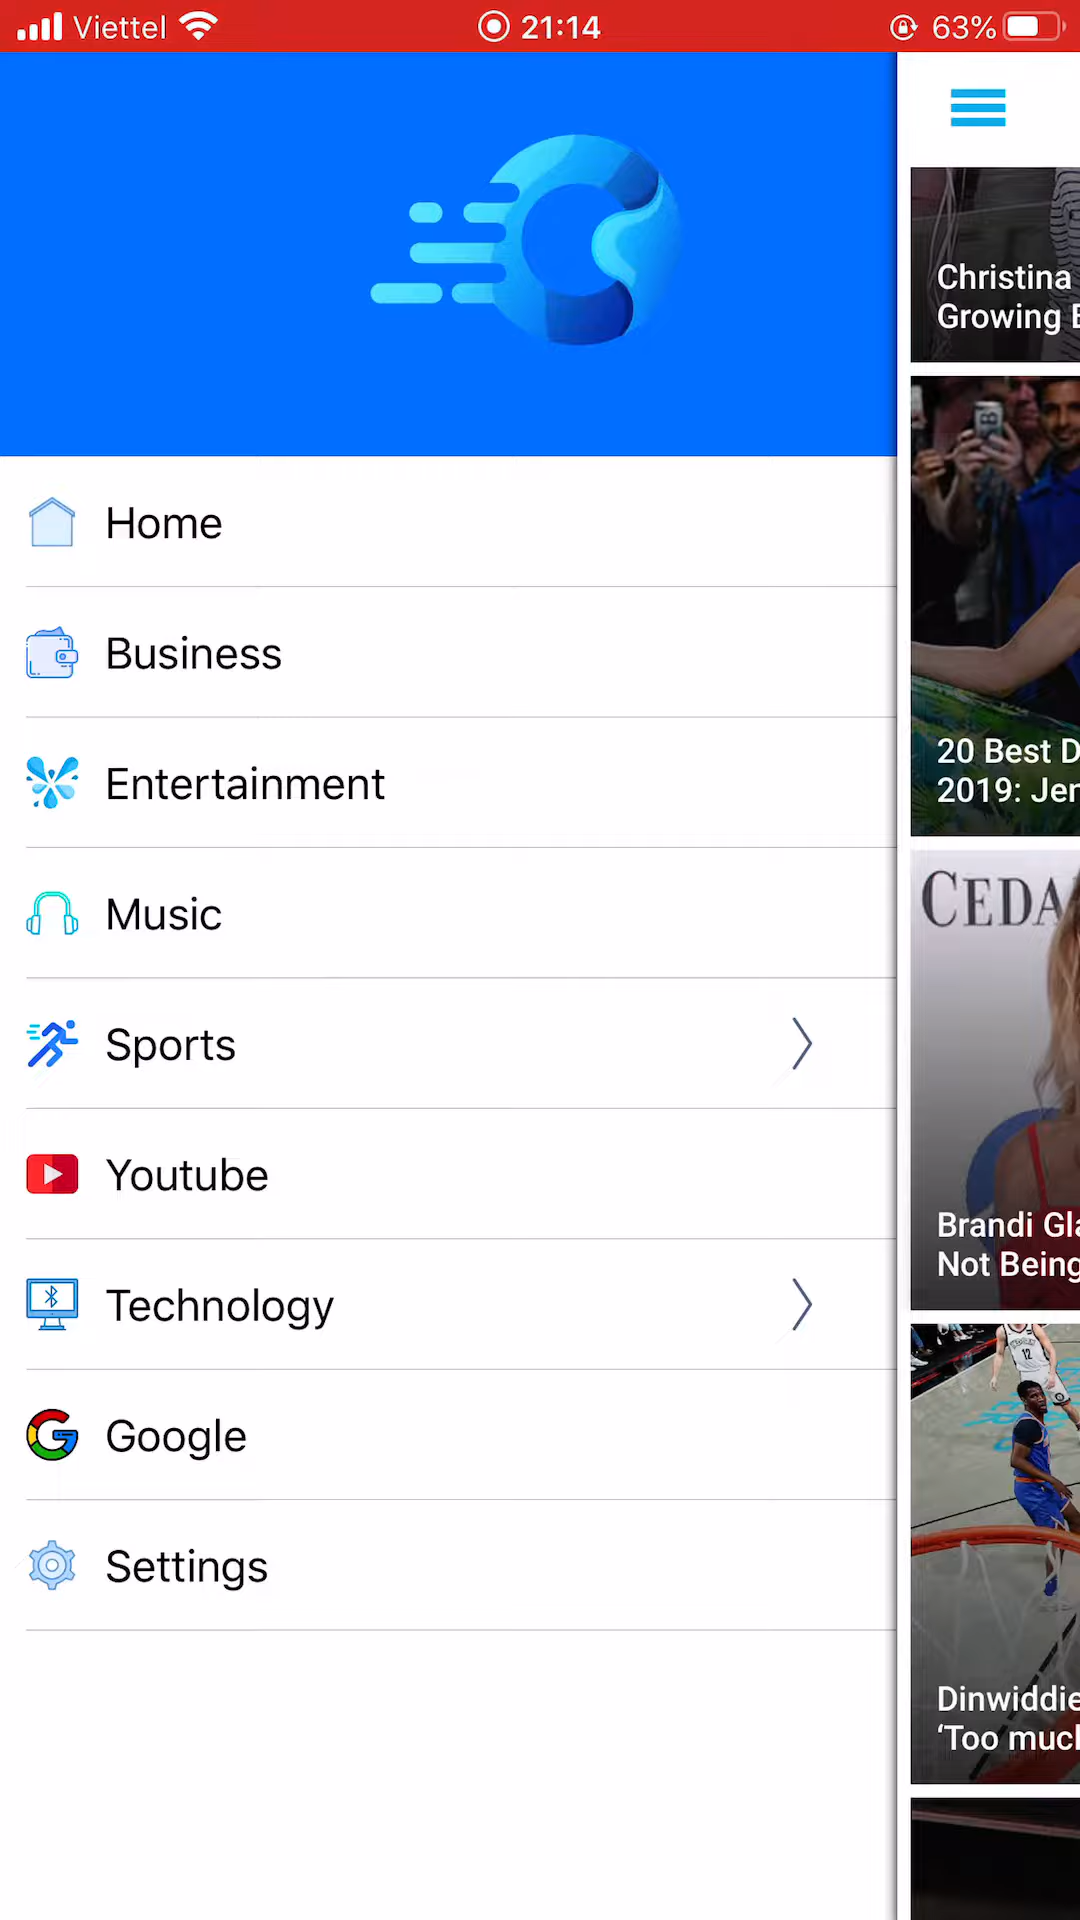 Viettel 21:14 63%
Home
Business
Entertainment
Music
Sports
Youtube
Technology
Google
Settings
Christina
Growing
20 Best
2019:
CEDA
Brandi
Not Being
12
Dinwiddie
‘Too